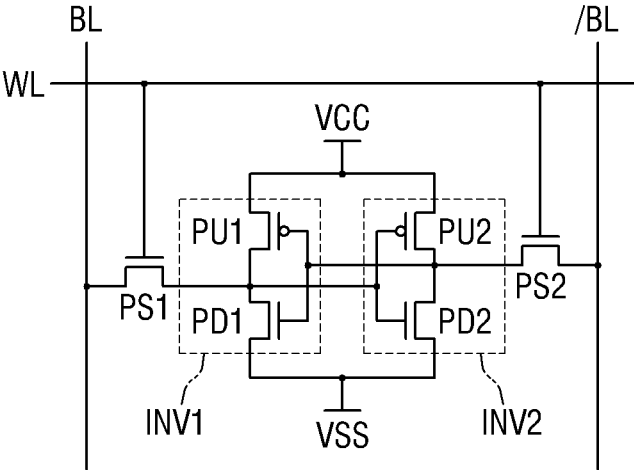 BL
/BL
WL
VCC
PU1
PU2
PS1
PS2
PD1
PD2
INV1
INV2
VSS